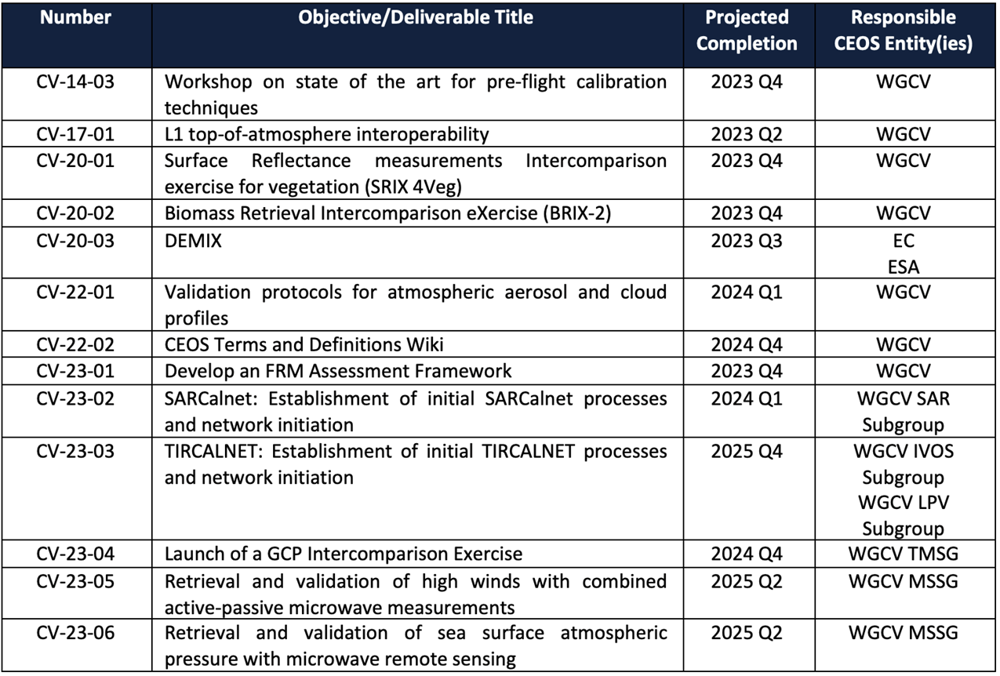 Number Objective/Deliverable Title Projected Completion Responsible CEOS Entity(ies)
CV-14-03 Workshop on state of the art for pre-flight calibration 2023 Q4 WGCV
techniques
CV-17-01 L1 top-of-atmosphere interoperability 2023 Q2 WGCV
CV-20-01 Surface Reflectance measurements Intercomparison 2023 Q4 WGCV
exercise for vegetation (SRIX 4Veg)
CV-20-02 Biomass Retrieval Intercomparison eXercise (BRIX-2) 2023 Q4 WGCV
CV-20-03 DEMIX 2023 Q3 EC
ESA
CV-22-01 Validation protocols for atmospheric aerosol and cloud 2024 Q1 WGCV
profiles
CV-22-02 CEOS Terms and Definitions Wiki 2024 Q4 WGCV
CV-23-01 Develop an FRM Assessment Framework 2023 Q4 WGCV
CV-23-02 SARCalnet: Establishment of initial SARCalnet processes 2024 Q1 WGCV SAR
and network initiation Subgroup
CV-23-03 TIRCALNET: Establishment of initial TIRCALNET processes 2025 Q4 WGCV IVOS
and network initiation Subgroup
WGCV LPV
Subgroup
CV-23-04 Launch of a GCP Intercomparison Exercise 2024 Q4 WGCV TMSG
CV-23-05 Retrieval and validation of high winds with combined 2025 Q2 WGCV MSSG
active-passive microwave measurements
CV-23-06 Retrieval and validation of sea surface atmospheric 2025 Q2 WGCV MSSG
pressure with microwave remote sensing